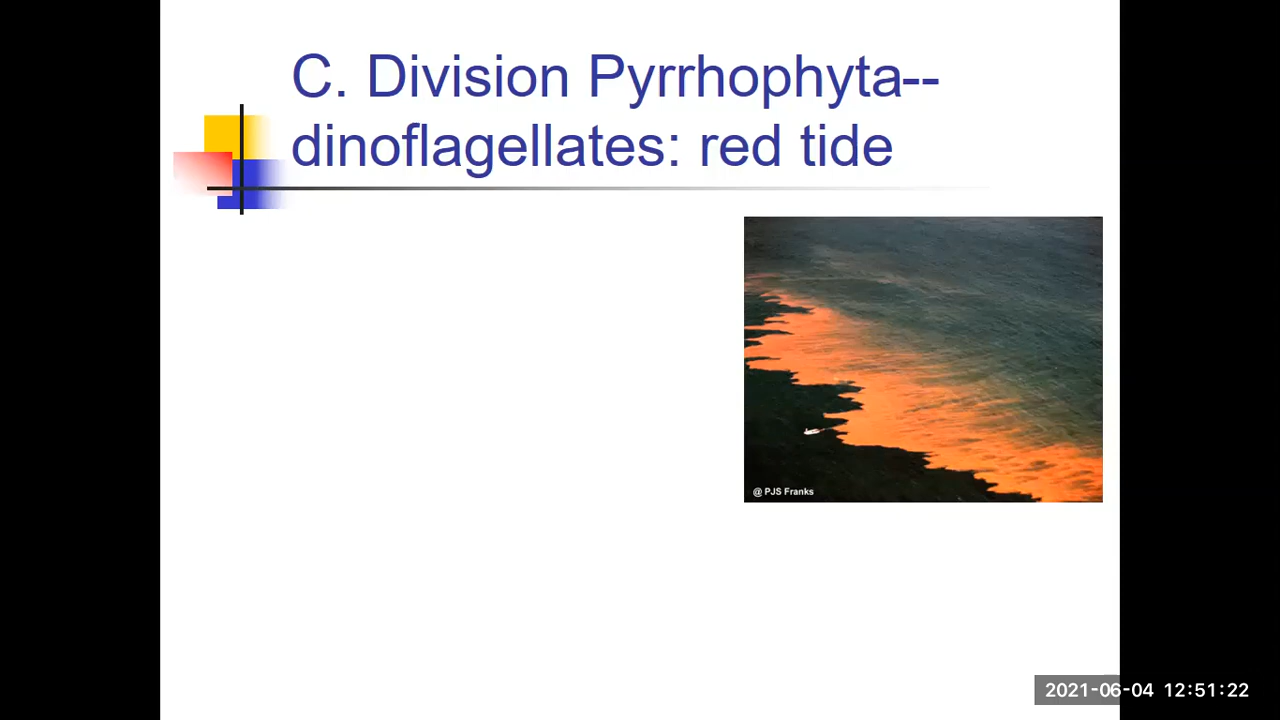 C. Division Pyrrhophyta--
dinoflagellates: red tide
@ PJS Franks
2021-06-04 12:51:22